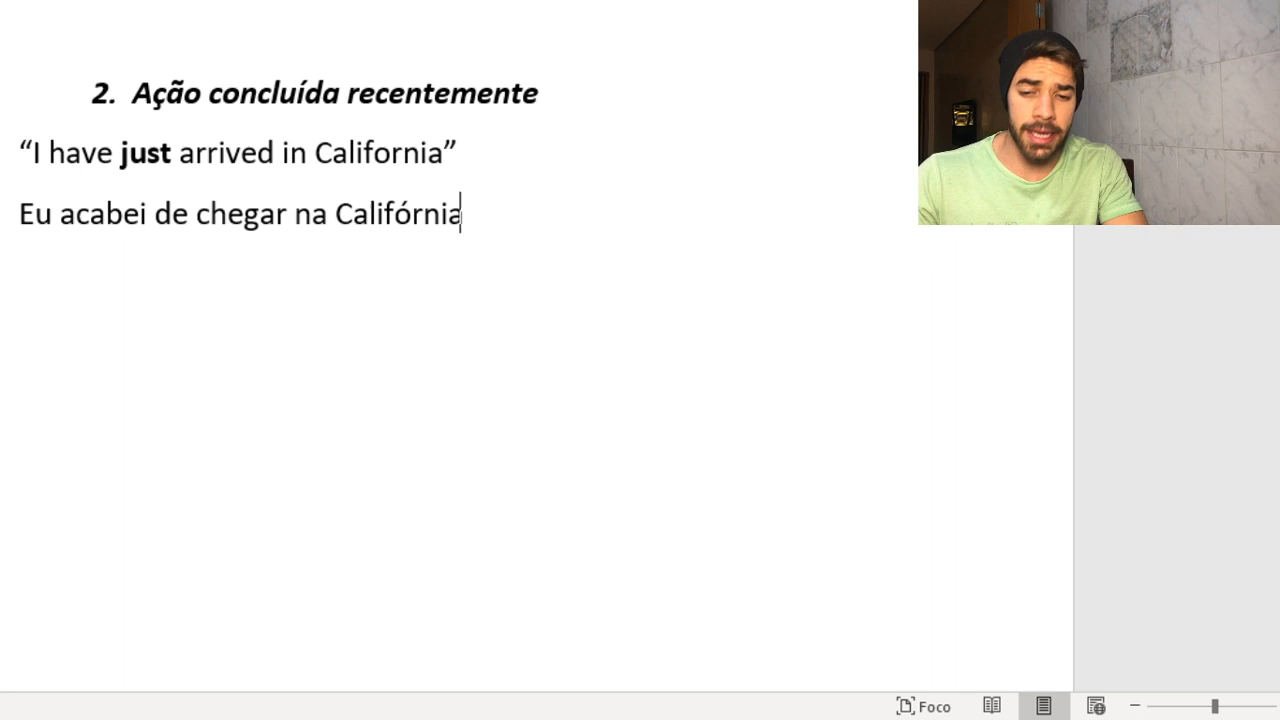 2. Ação concluída recentemente
“I have just arrived in California”
Eu acabei de chegar na Califórnia
Foco